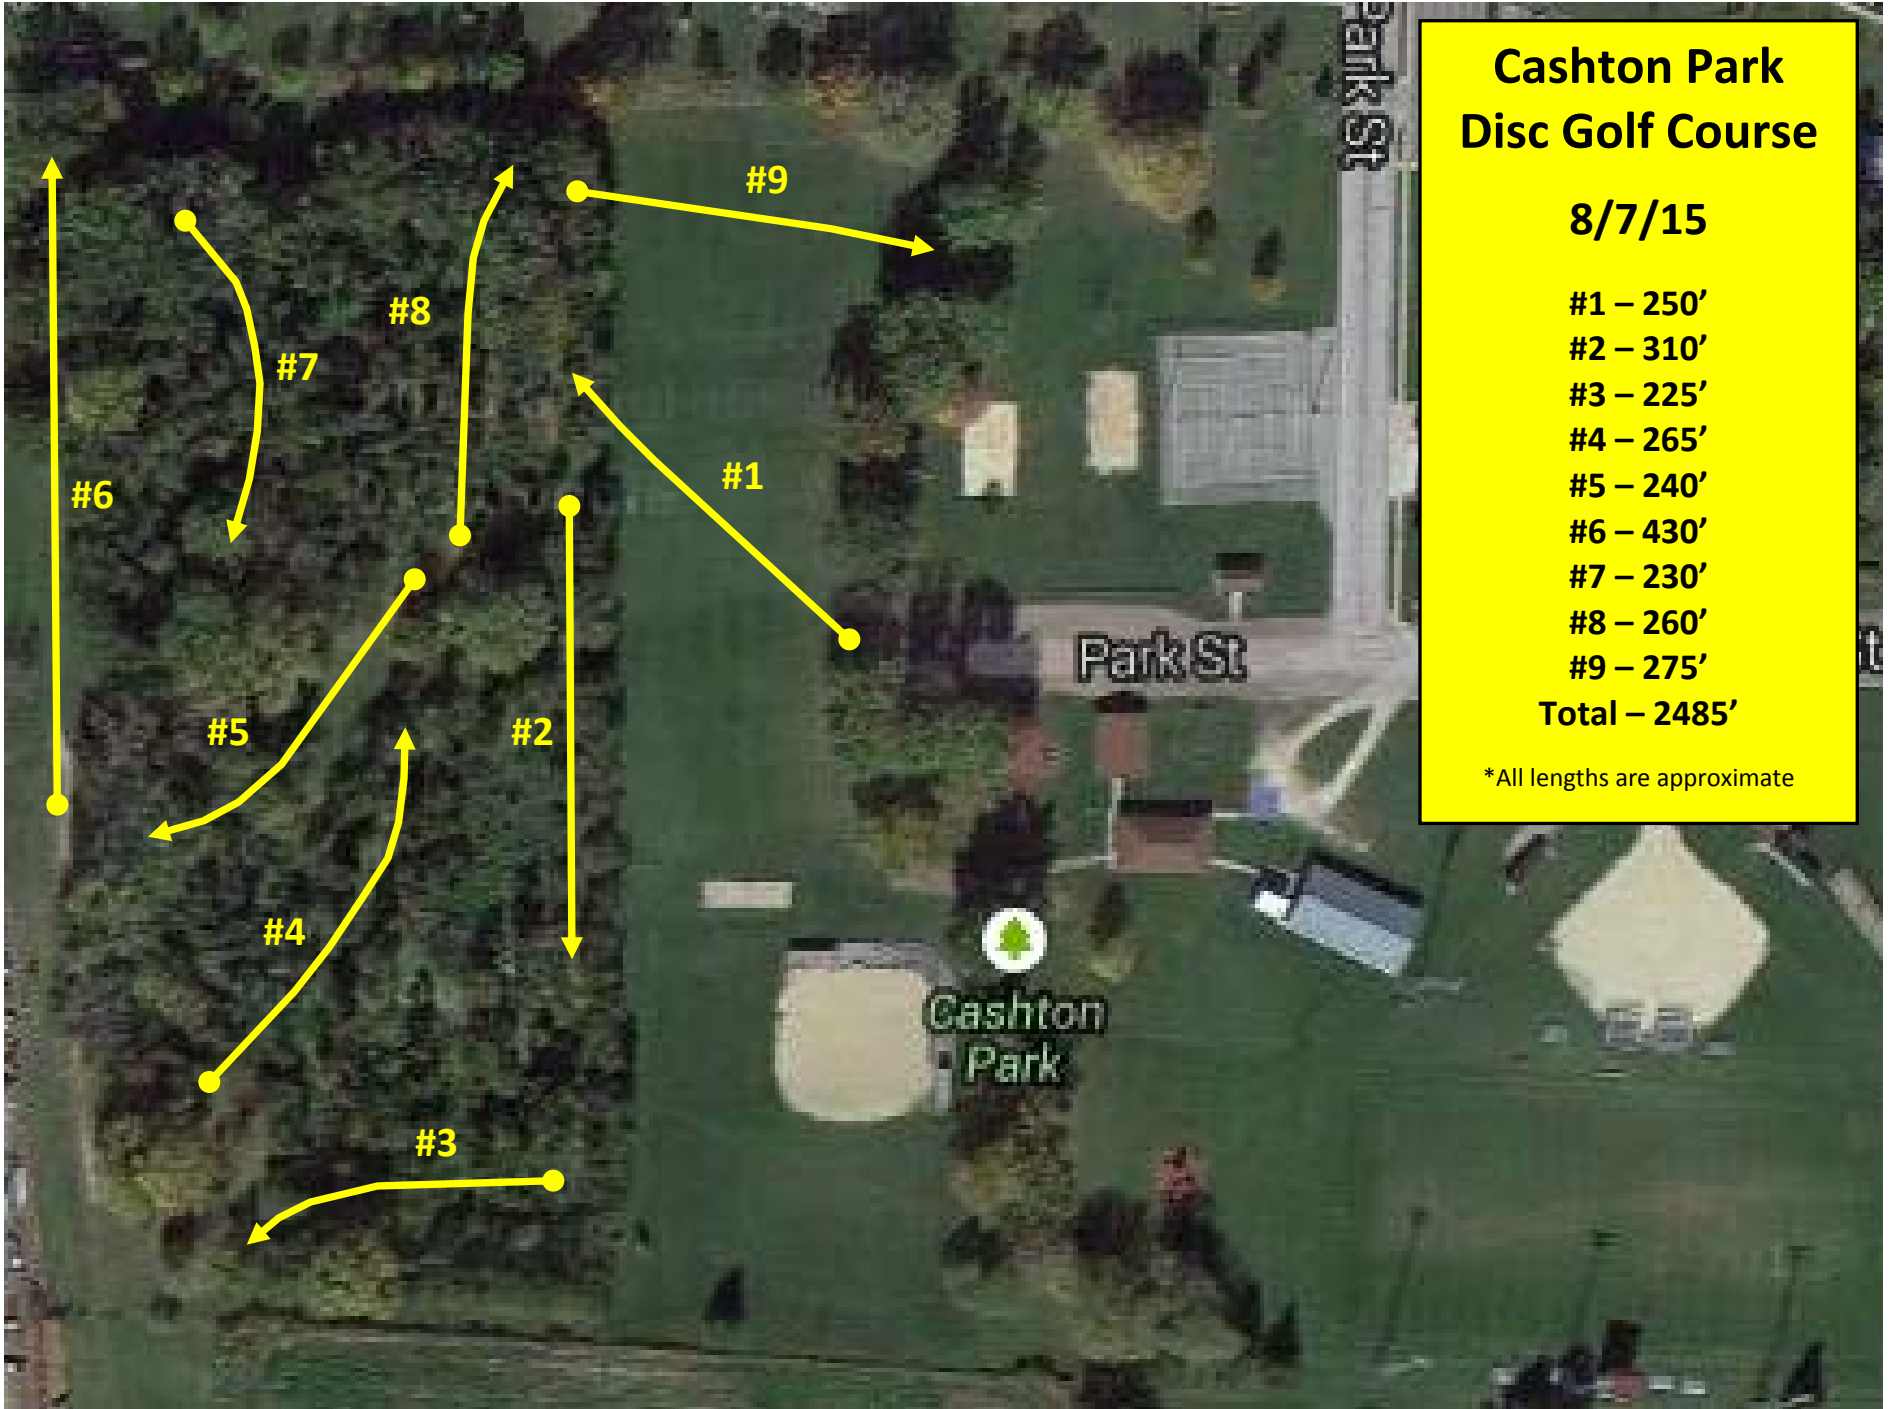 Park St
Cashton Park
Disc Golf Course
8/7/15
#1 – 250’
#2 – 310’
#3 – 225’
#4 – 265’
#5 – 240’
#6 – 430’
#7 – 230’
#8 – 260’
#9 – 275’
Total – 2485’
*All lengths are approximate
#9
#8
#7
#1
#6
Park St
St
#5
#2
#4
Cashton
Park
#3